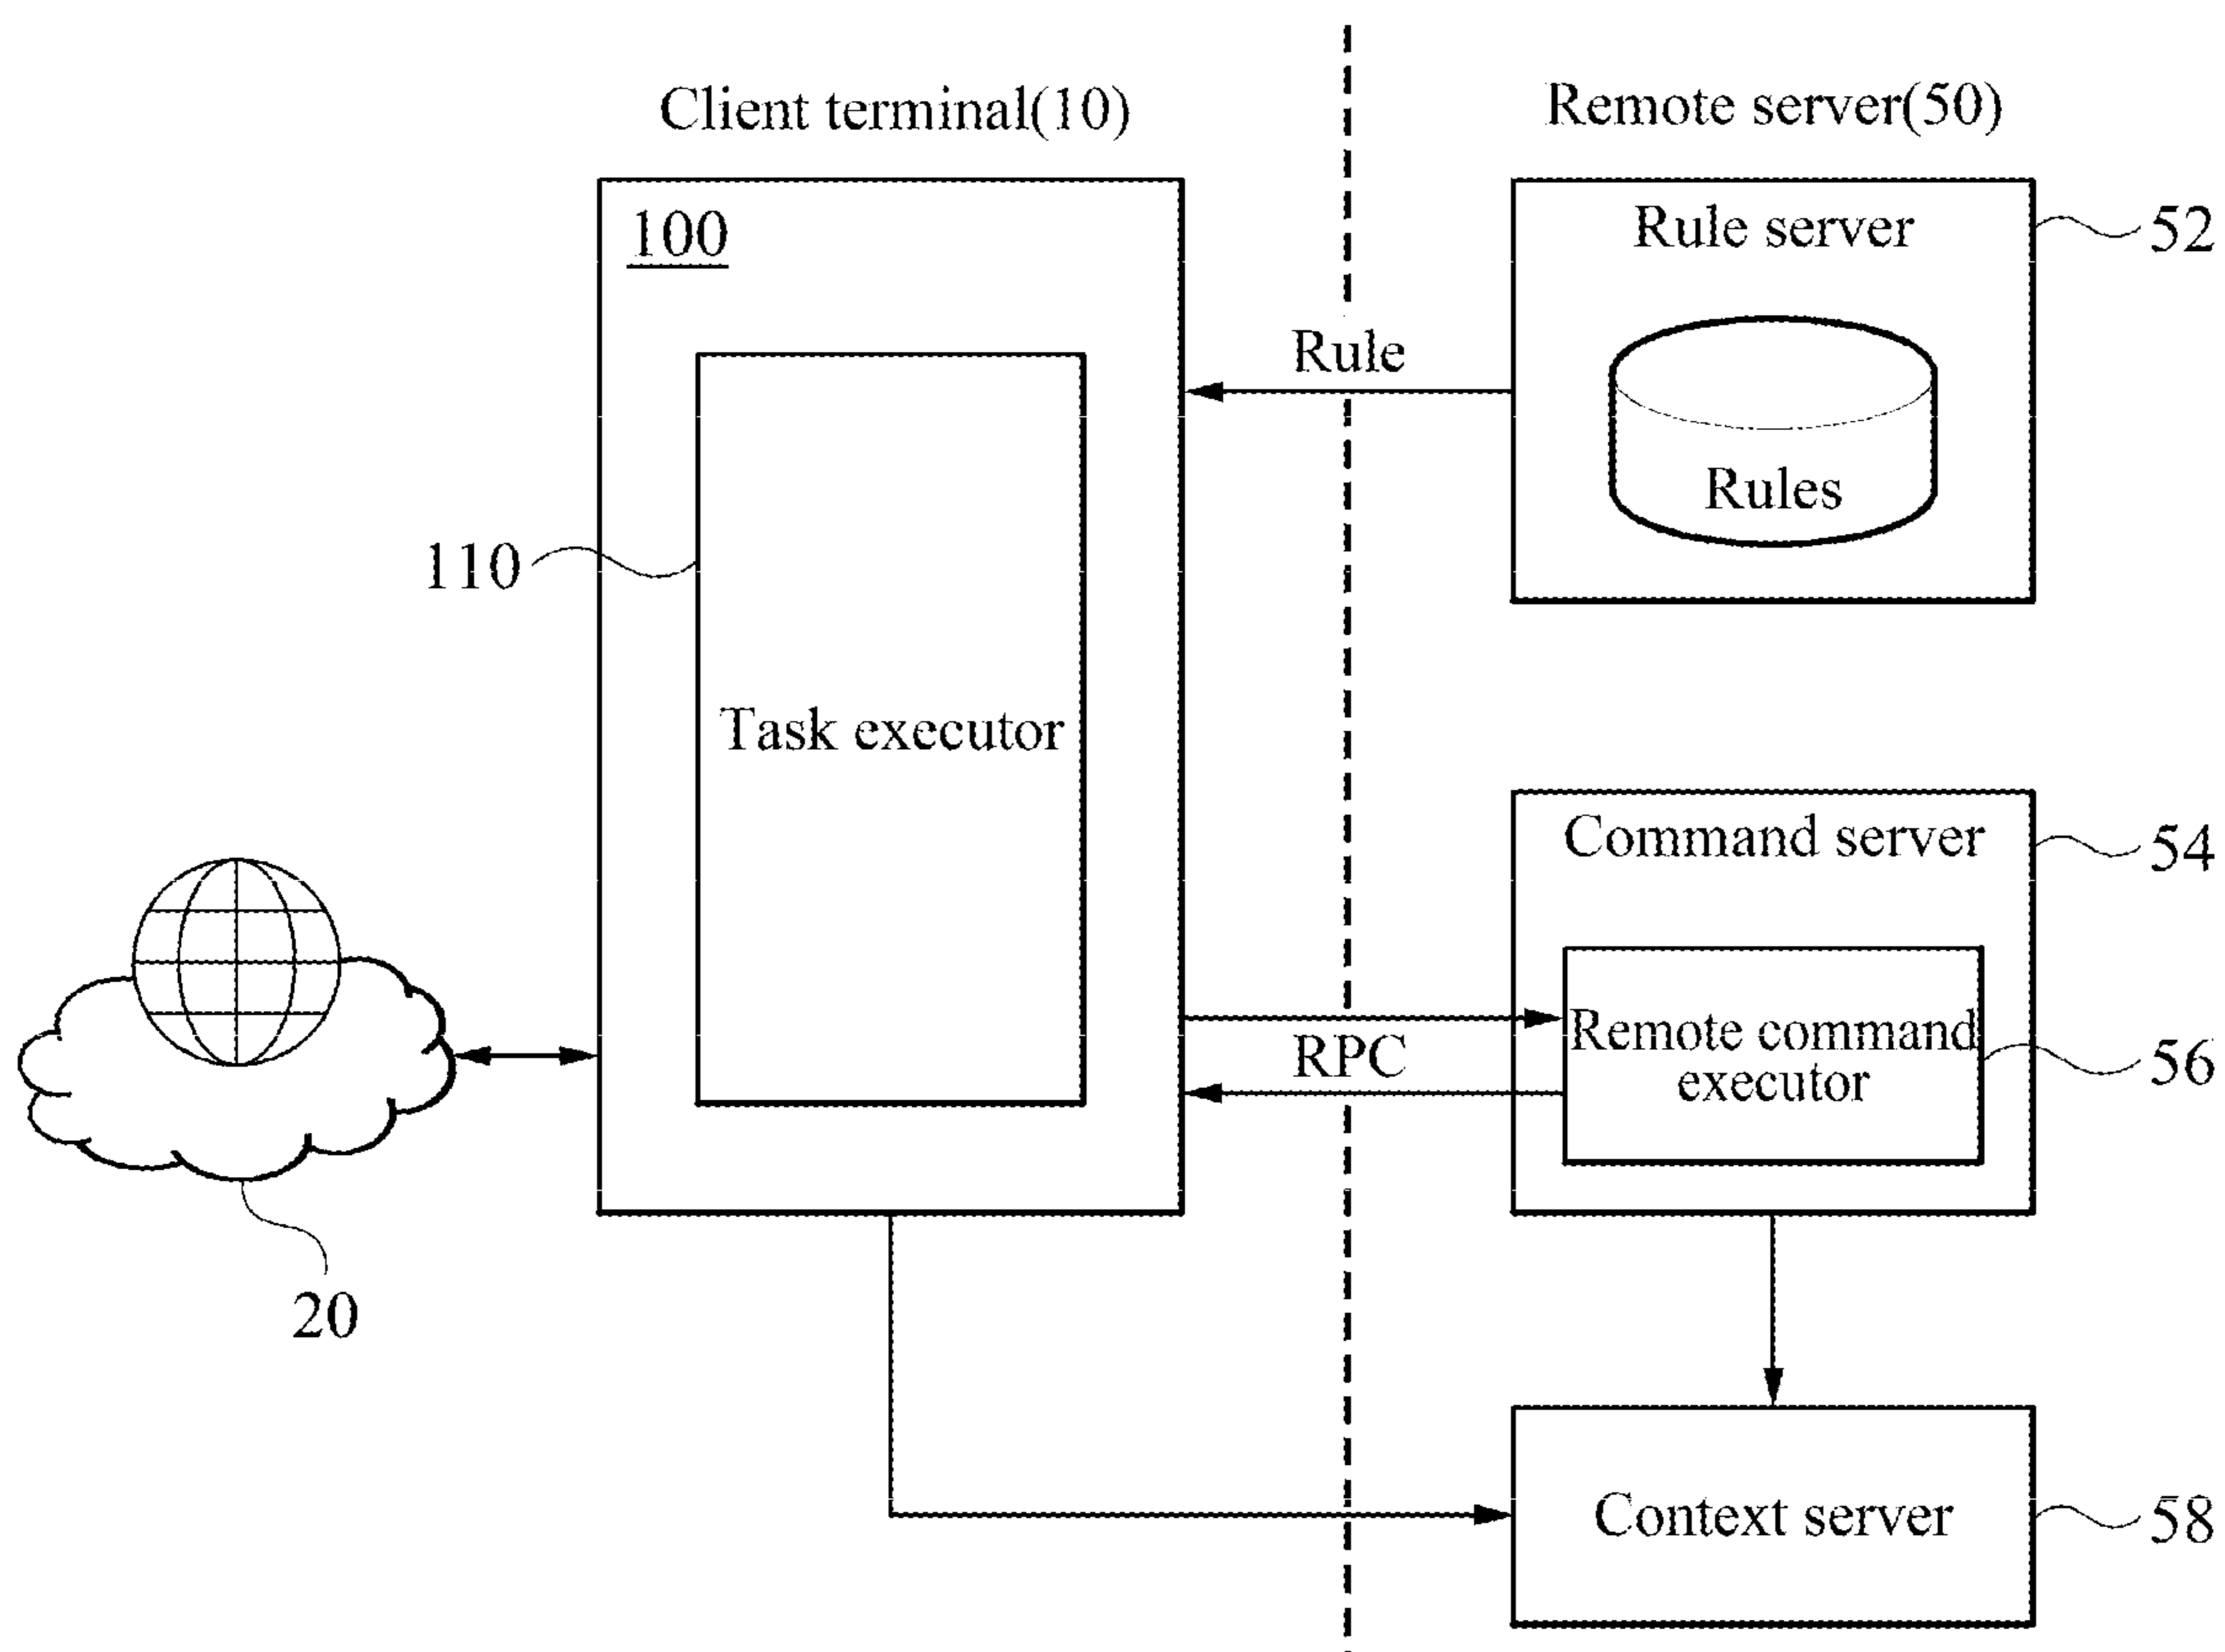 Client terminal(10)
Remote server(50)
100
Rule server
52
Rule
Rules
110
Task executor
Command server
54
Remote command
executor
56
RPC
20
Context server
58